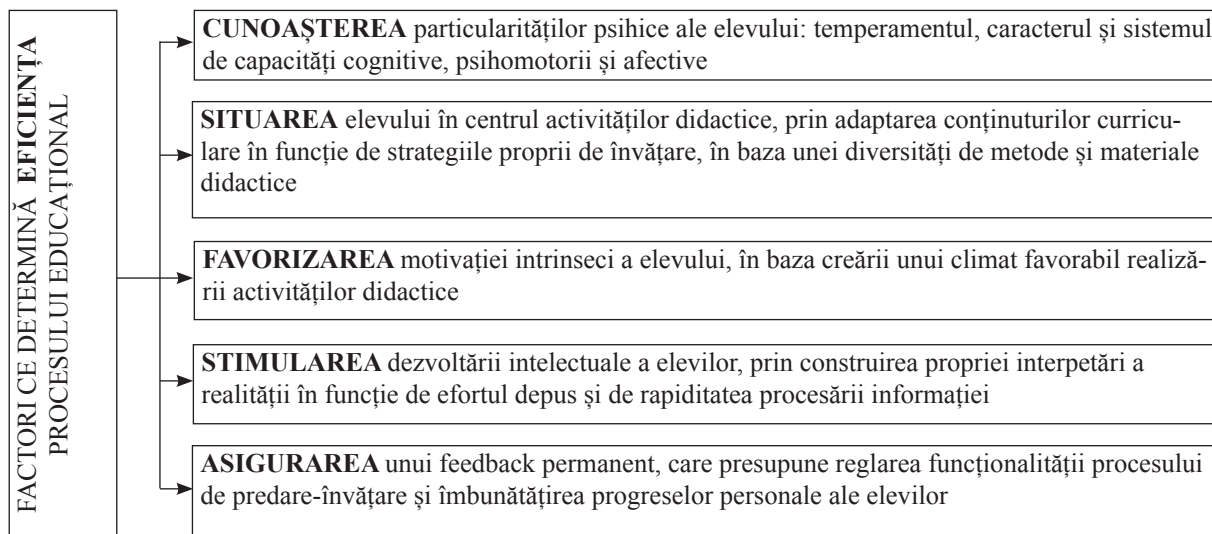 FACTORI CE DETERMINĂ EFICIENȚA
PROCESULUI EDUCAȚIONAL
CUNOAȘTEREA particularităților psihice ale elevului: temperamentul, caracterul și sistemul
de capacități cognitive, psihomotorii și afective
SITUAREA elevului în centrul activităților didactice, prin adaptarea conținuturilor curricu-
lare în funcție de strategiile proprii de învățare, în baza unei diversități de metode și materiale
didactice
FAVORIZAREA motivației intrinseci a elevului, în baza creării unui climat favorabil realiză-
rii activităților didactice
STIMULAREA dezvoltării intelectuale a elevilor, prin construirea propriei interpetări a
realității în funcție de efortul depus și de rapiditatea procesării informației
ASIGURAREA unui feedback permanent, care presupune reglarea funcționalității procesului
de predare-învățare și îmbunătățirea progreselor personale ale elevilor